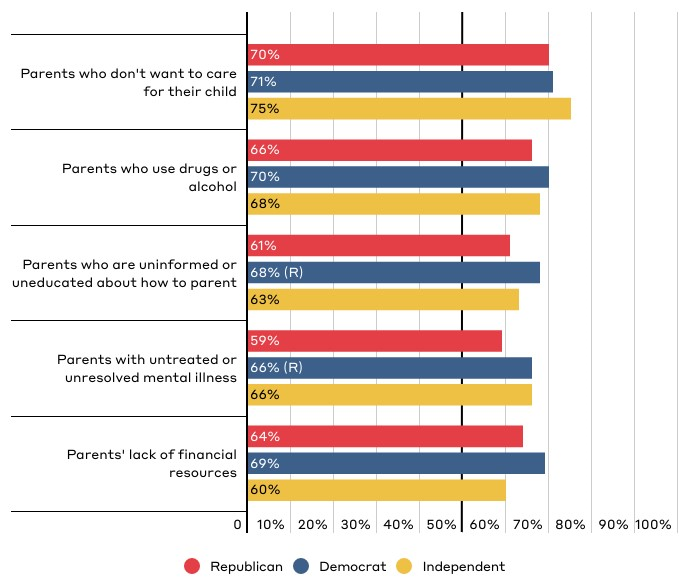 Parents who don't want to care
for their child
70%
71%
75%
Parents who use drugs or
alcohol
66%
70%
68%
Parents who are uninformed or
uneducated about how to parent
61%
68% (R)
63%
Parents with untreated or
unresolved mental illness
59%
66% (R)
66%
Parents' lack of financial
resources
64%
69%
60%
0 10% 20% 30% 40% 50% 60% 70% 80% 90% 100%
Republican Democrat Independent